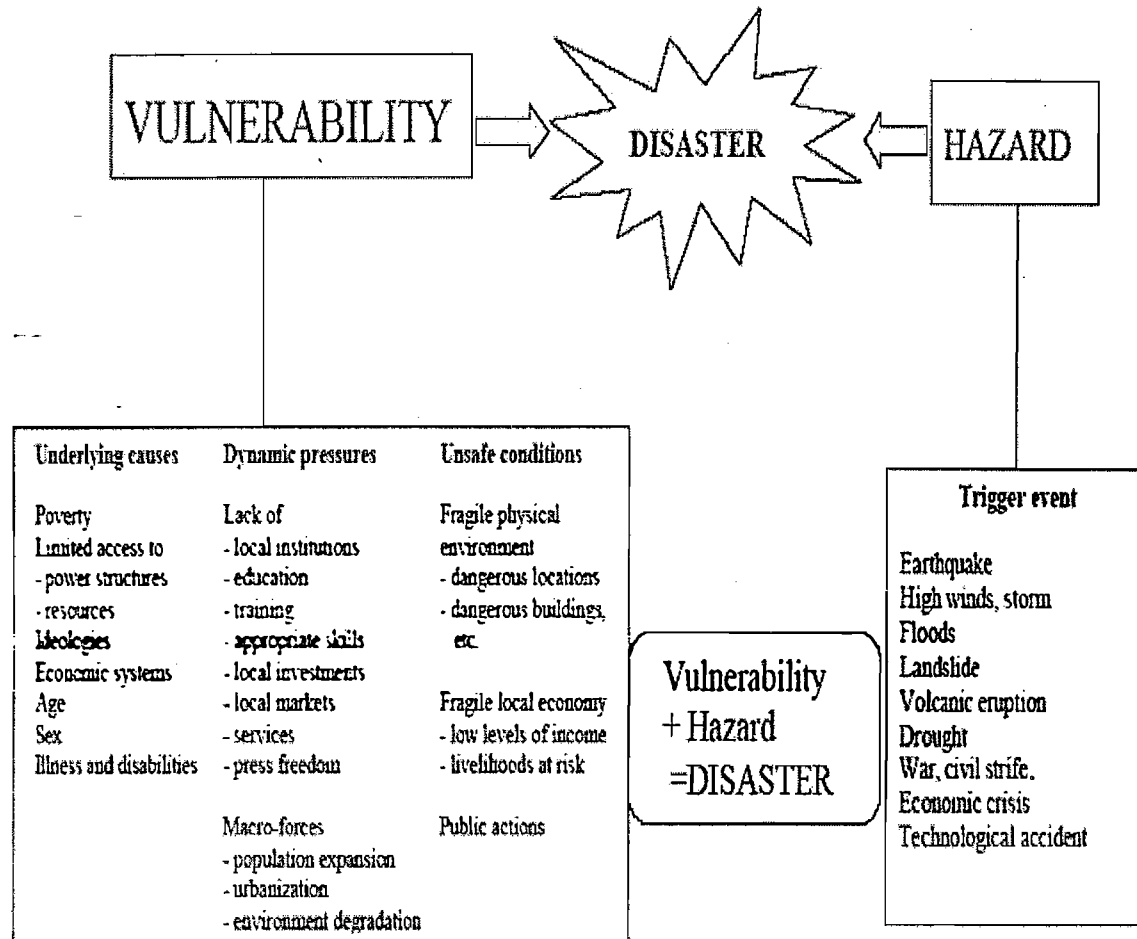 VULNERABILITY
DISASTER
HAZARD
Underlying causes
Poverty
Limited access to
- power structures
- resources
Ideologies
Economic systems
Age
Sex
Illness and disabilities
Dynamic pressures
Lack of
- local institutions
- education
- training
- appropriate skills
- local investments
- local markets
- services
- press freedom
Macro-forces
- population expansion
- urbanization
- environment degradation
Unsafe conditions
Fragile physical
environment
- dangerous locations
- dangerous buildings,
etc.
Fragile local economy
- low levels of income
- livelihoods at risk
Public actions
Vulnerability
+ Hazard
=DISASTER
Trigger event
Earthquake
High winds, storm
Floods
Landslide
Volcanic eruption
Drought
War, civil strife.
Economic crisis
Technological accident